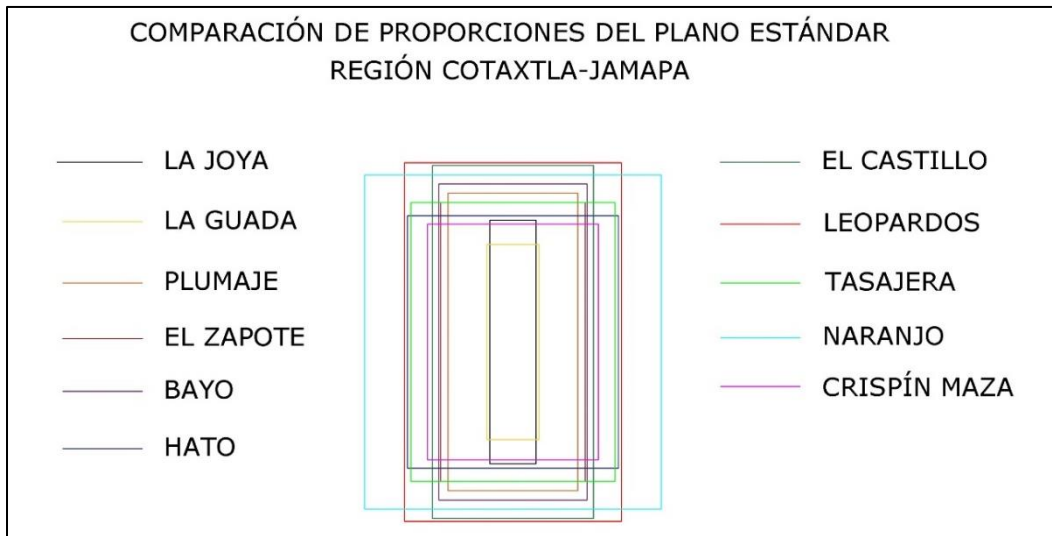 COMPARACIÓN DE PROPORCIONES DEL PLANO ESTÁNDAR
REGIÓN COTAXTLA-JAMAPA
LA JOYA
LA GUADA
PLUMAJE
EL ZAPOTE
BAYO
HATO
EL CASTILLO
LEOPARDOS
TASAJERA
NARANJO
CRISPÍN MAZA